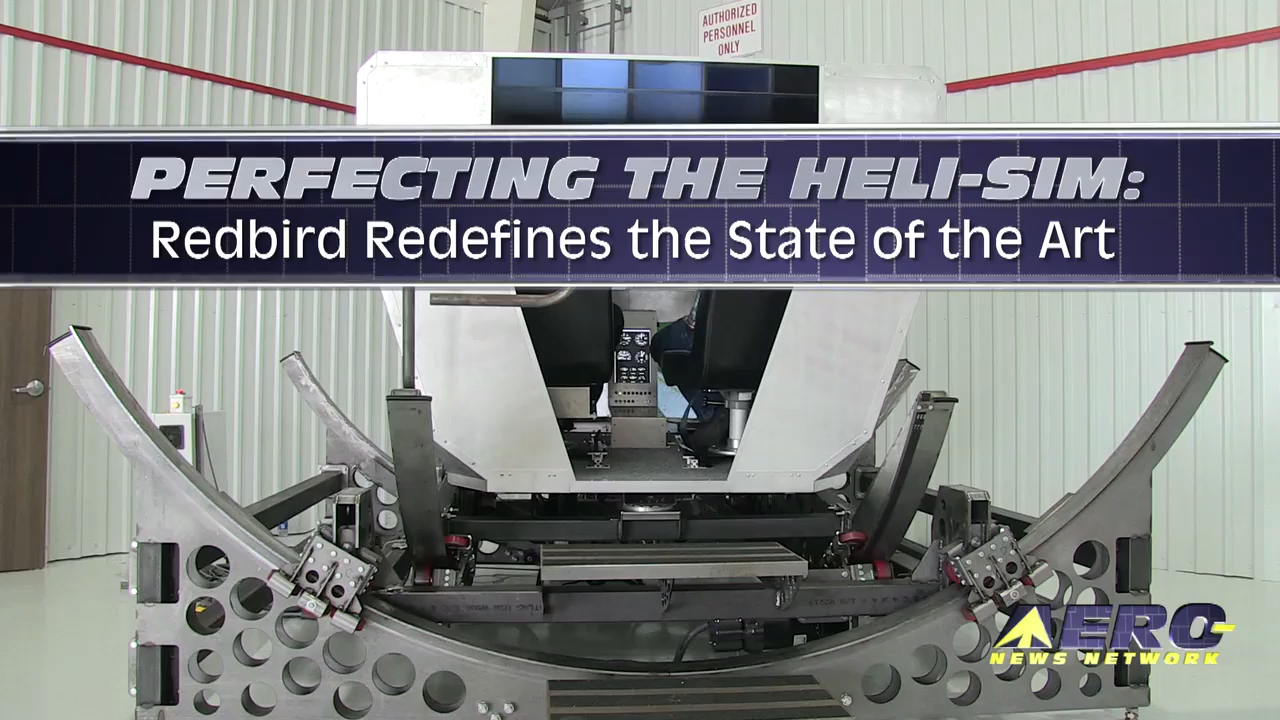 AUTHORIZED
PERSONNEL
ONLY
PERFECTING THE HELI-SIM:
Redbird Redefines the State of the Art
AERO-
NEWS NETWORK